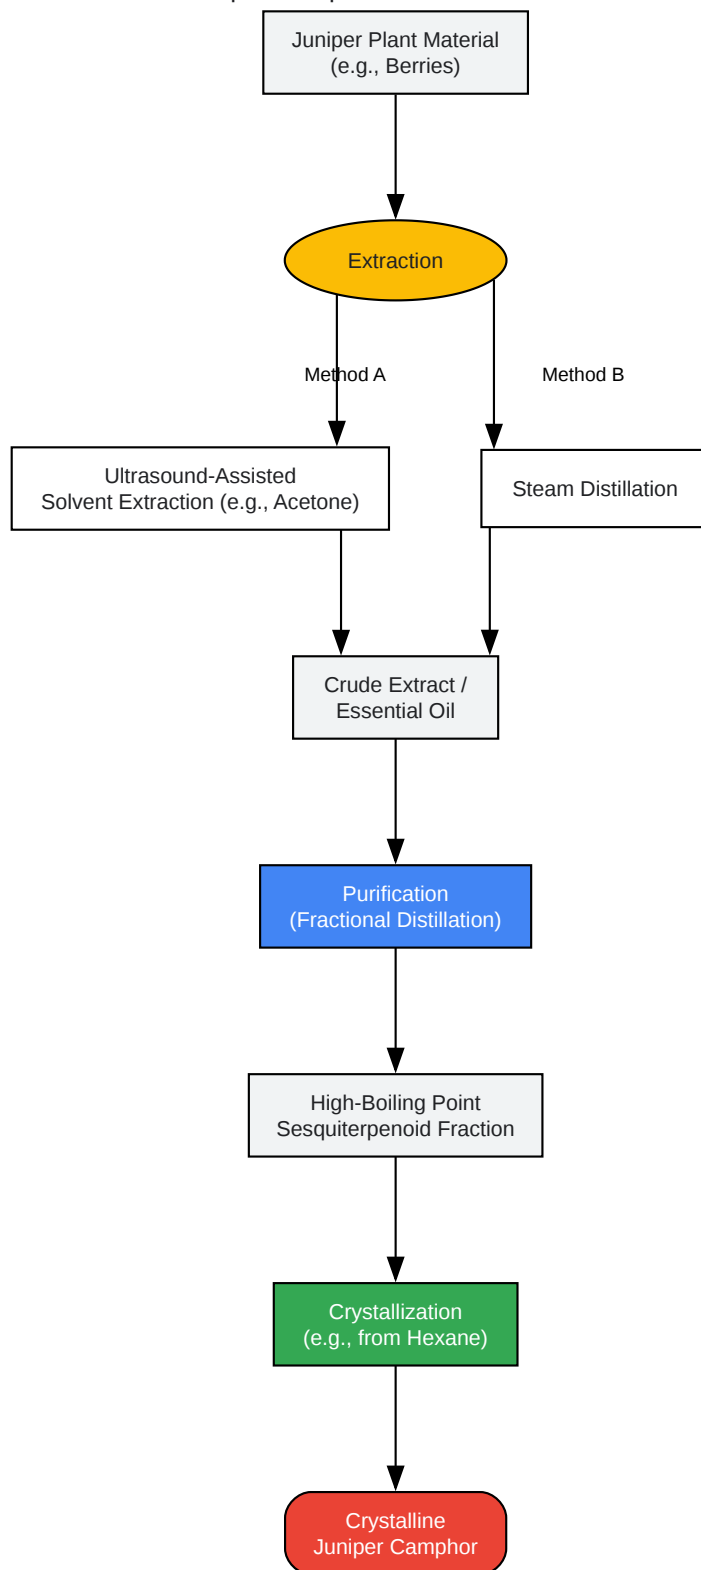 Juniper Plant Material
(e.g., Berries)
Extraction
Method A
Method B
Ultrasound-Assisted
Solvent Extraction (e.g., Acetone)
Steam Distillation
Crude Extract /
Essential Oil
Purification
(Fractional Distillation)
High-Boiling Point
Sesquiterpenoid Fraction
Crystallization
(e.g., from Hexane)
Crystalline
Juniper Camphor